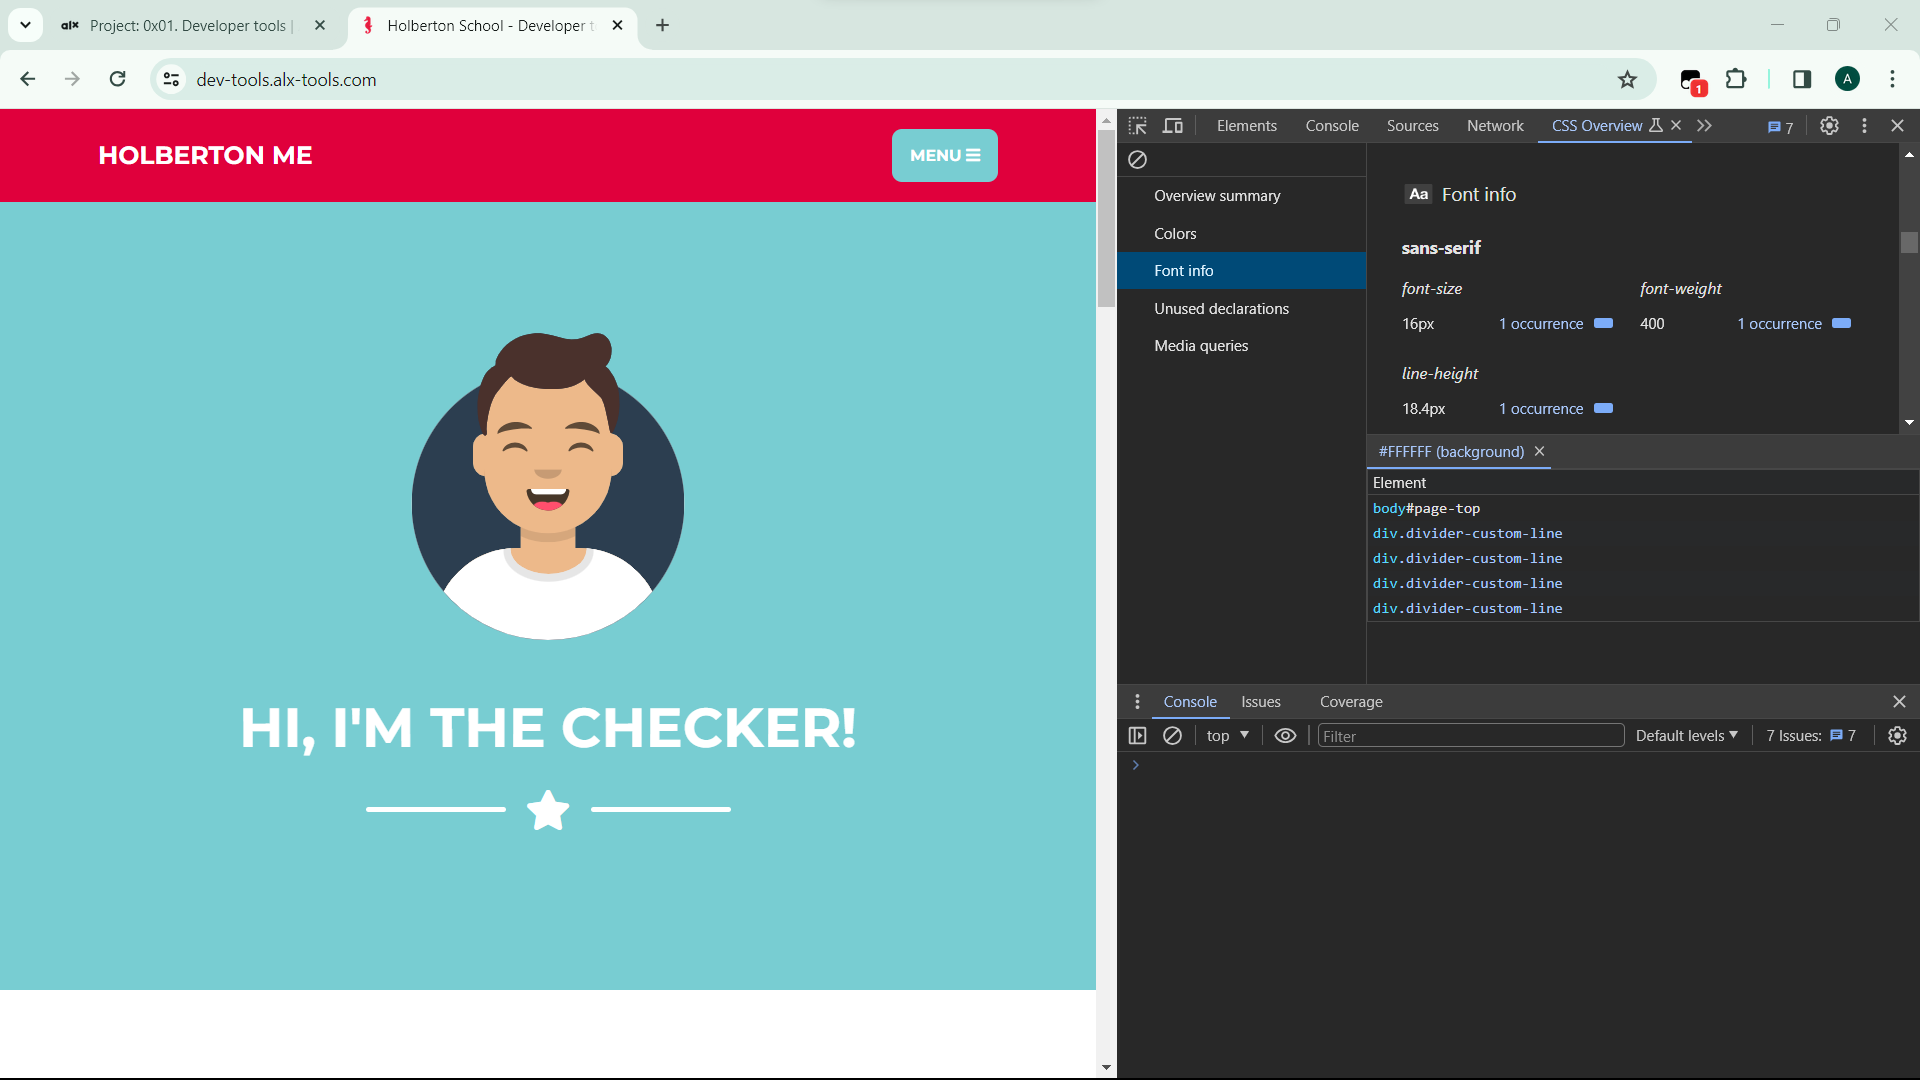 alx Project: 0x01. Developer tools |
Holberton School - Developer t
dev-tools.alx-tools.com
1
A
HOLBERTON ME
MENU
HI, I'M THE CHECKER!
Elements Console Sources Network CSS Overview 7
Overview summary
Colors
Font info
Unused declarations
Media queries
Aa Font info
sans-serif
font-size font-weight
16px 1 occurrence 400 1 occurrence
line-height
18.4px 1 occurrence
#FFFFFF (background)
Element
body#page-top
div.divider-custom-line
div.divider-custom-line
div.divider-custom-line
div.divider-custom-line
Console Issues Coverage
top Filter Default levels 7 Issues: 7